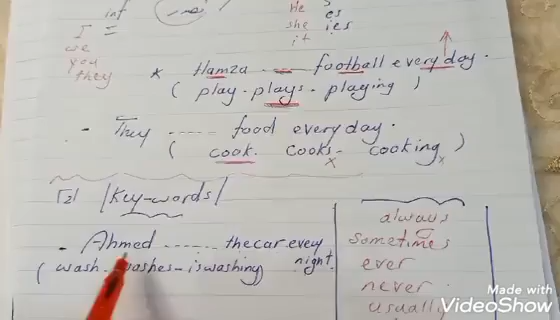 inf
I
we
you
they
He s
she es
it ies
* Hamza ---- football every day.
( play - plays - playing )
- They ------ food every day.
( cook. cooks - cooking )
x x
[2] /Key-words/
- Ahmed ------ the car evey
( wash - washes - is washing) night.
always
sometimes
ever
never
usually
Made with
VideoShow